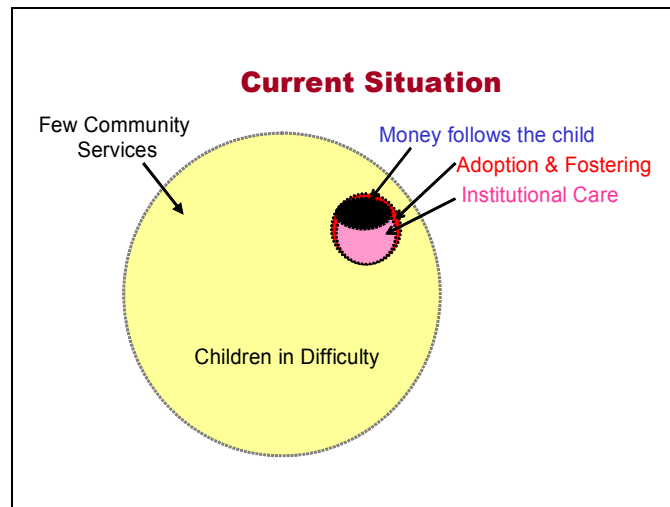 Current Situation
Few Community
Services
Money follows the child
Adoption & Fostering
Institutional Care
Children in Difficulty